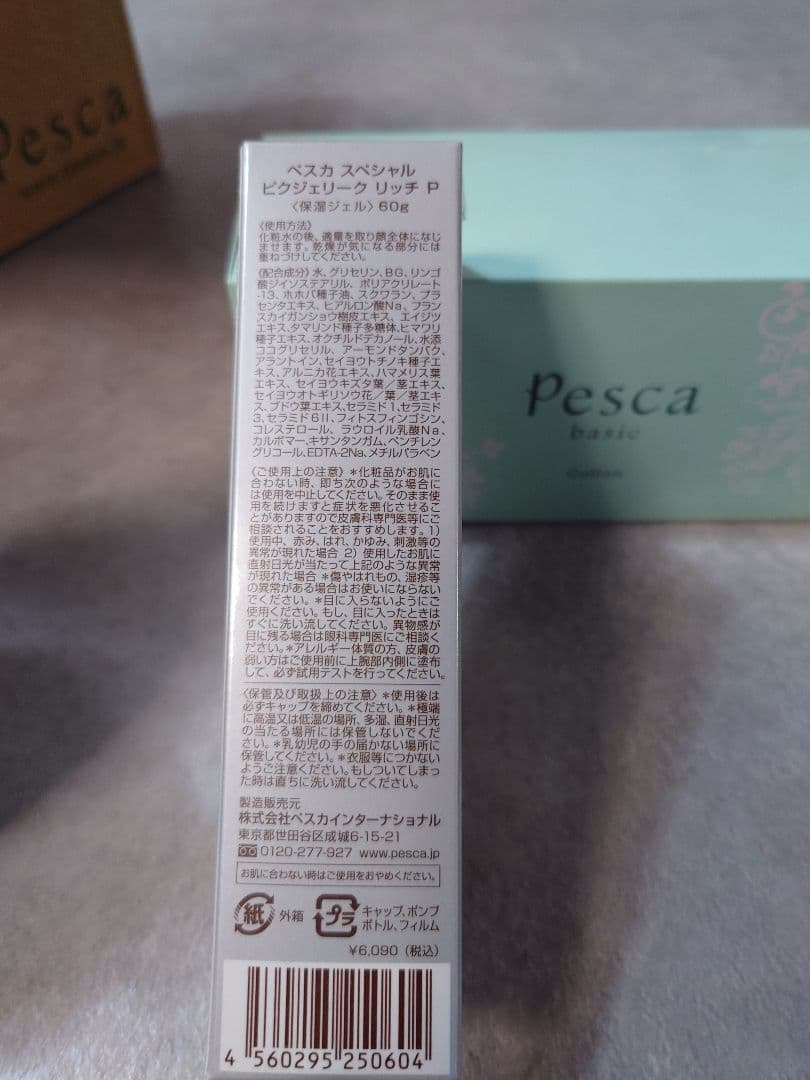 Pesca
ペスカ スペシャル
ピクジェリーク リッチ P
〈保湿ジェル〉60g
〈使用方法〉
化粧水の後、適量を取り顔全体になじ
ませます。乾燥が気になる部分には
重ねづけしてください。
〈配合成分〉水、グリセリン、BG、リンゴ
酸ジイソステアリル、ポリアクリレート
-13、ホホバ種子油、スクワラン、プラ
センタエキス、ヒアルロン酸Na、フラン
スカイガンショウ樹皮エキス、エイジツ
エキス、タマリンド種子多糖体、ヒマワリ
種子エキス、オクチルドデカノール、水添
ココグリセリル、アーモンドタンパク、
アラントイン、セイヨウトチノキ種子エ
キス、アルニカ花エキス、ハマメリス葉
エキス、セイヨウキズタ葉/茎エキス、
セイヨウオトギリソウ花/葉/茎エキ
ス、ブドウ葉エキス、セラミド1、セラミド
3、セラミド6Ⅱ、フィトスフィンゴシン、
コレステロール、ラウロイル乳酸Na、
カルボマー、キサンタンガム、ペンチレン
グリコール、EDTA-2Na、メチルパラベン
〈ご使用上の注意〉*化粧品がお肌に
合わない時、即ち次のような場合に
は使用を中止してください。そのまま使
用を続けますと症状を悪化させるこ
とがありますので皮膚科専門医等にご
相談されることをおすすめします。1)
使用中、赤み、はれ、かゆみ、刺激等の
異常が現れた場合 2) 使用したお肌に
直射日光が当たって上記のような異常
が現れた場合 *傷やはれもの、湿疹等
の異常がある場合はお使いにならない
でください。*目に入らないようにご
使用ください。もし、目に入ったときは
すぐに洗い流してください。異物感が
目に残る場合は眼科専門医にご相談く
ださい。*アレルギー体質の方、皮膚の
弱い方はご使用前に上腕部内側に塗布
して、必ず試用テストを行ってください。
〈保管及び取扱上の注意〉*使用後は
必ずキャップを締めてください。*極端
に高温又は低温の場所、多湿、直射日光
の当たる場所には保管しないでくだ
さい。*乳幼児の手の届かない場所に
保管してください。*衣服等につかない
ようご注意ください。もしついてしまっ
た時は直ちに洗い流してください。
製造販売元
株式会社ペスカインターナショナル
東京都世田谷区成城6-15-21
0120-277-927 www.pesca.jp
お肌に合わない時はご使用をおやめください。
紙 外箱 プラ キャップ、ポンプ
ボトル、フィルム
¥6,090 (税込)
4 560295 250604
Pesca
basic